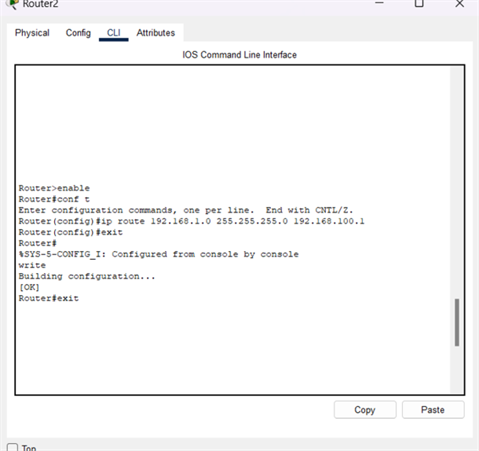 Router2
Physical Config CLI Attributes
IOS Command Line Interface
Router>enable
Router#conf t
Enter configuration commands, one per line.  End with CNTL/Z.
Router(config)#ip route 192.168.1.0 255.255.255.0 192.168.100.1
Router(config)#exit
Router#
%SYS-5-CONFIG_I: Configured from console by console
write
Building configuration...
[OK]
Router#exit
Copy Paste
Top